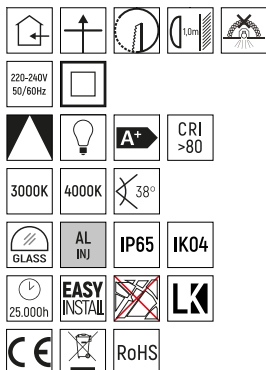 1,0m
220-240V
50/60Hz
A+
CRI
>80
3000K
4000K
38°
GLASS
AL
INJ
IP65
IK04
25.000h
EASY
INSTALL
LK
CE
RoHS